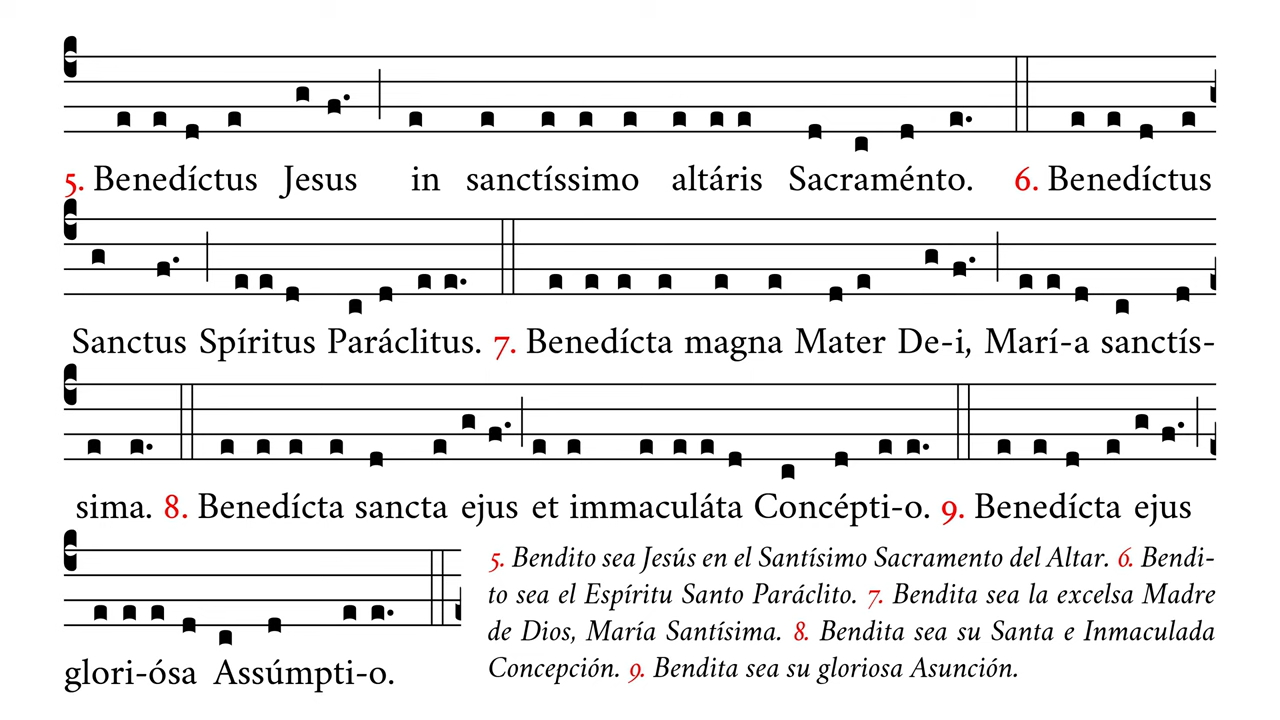 5. Benedíctus Jesus in sanctíssimo altáris Sacraménto. 6. Benedíctus
Sanctus Spíritus Paráclitus. 7. Benedícta magna Mater De-i, Marí-a sanctís-
sima. 8. Benedícta sancta ejus et immaculáta Concépti-o. 9. Benedícta ejus
glori-ósa Assúmpti-o.
5. Bendito sea Jesús en el Santísimo Sacramento del Altar. 6. Bendi-
to sea el Espíritu Santo Paráclito. 7. Bendita sea la excelsa Madre
de Dios, María Santísima. 8. Bendita sea su Santa e Inmaculada
Concepción. 9. Bendita sea su gloriosa Asunción.